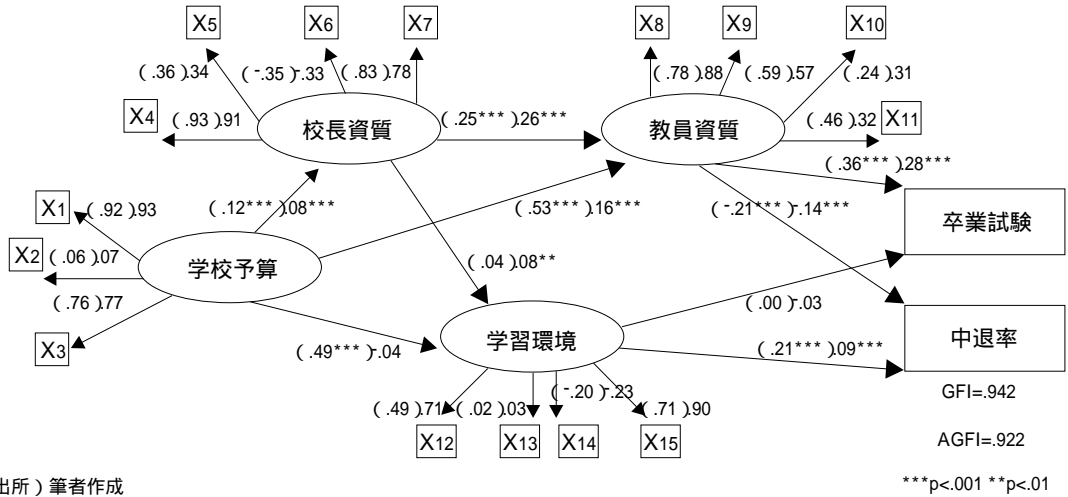 X5
X6
X7
X8
X9
X10
( .36 ).34
( -.35 )-.33
( .83 ).78
( .78 ).88
( .59 ).57
( .24 ).31
X4
( .93 ).91
校長資質
( .25*** ).26***
教員資質
( .46 ).32
X11
( .36*** ).28***
X1
( .92 ).93
( .12*** ).08***
( .53*** ).16***
( -.21*** )-.14***
卒業試験
X2
( .06 ).07
学校予算
( .04 ).08**
( .00 )-.03
( .76 ).77
X3
( .49*** )-.04
学習環境
( .21*** ).09***
中退率
( .49 ).71
( .02 ).03
( -.20 )-.23
( .71 ).90
GFI=.942
X12
X13
X14
X15
AGFI=.922
出所 ) 筆者作成
***p<.001 **p<.01